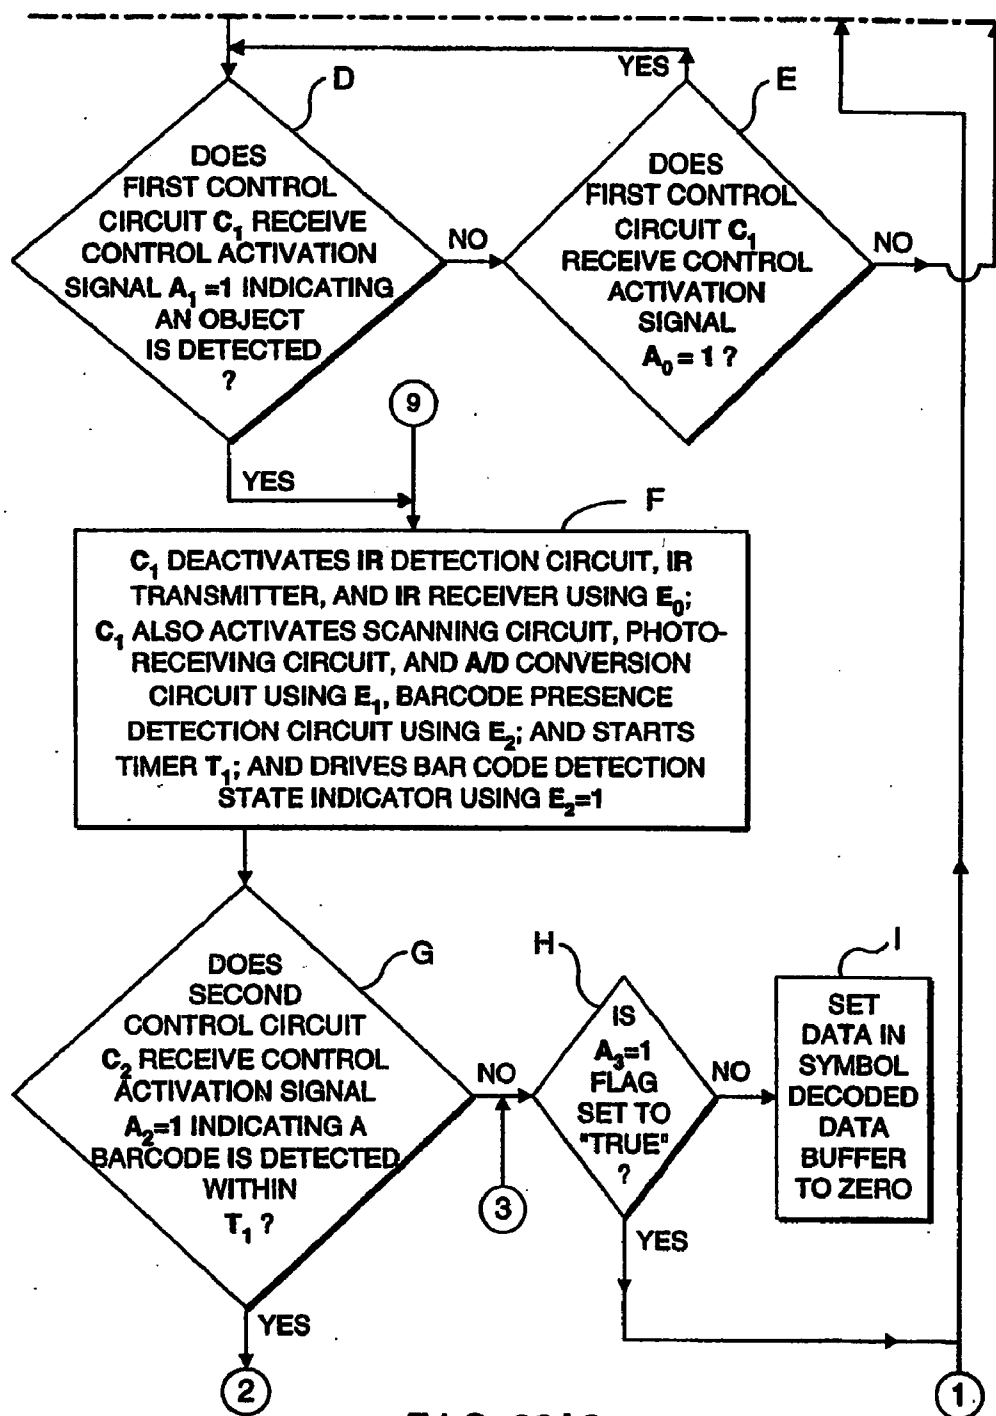 D
DOES
FIRST CONTROL
CIRCUIT C₁ RECEIVE
CONTROL ACTIVATION
SIGNAL A₁ =1 INDICATING
AN OBJECT
IS DETECTED
?
NO
YES
YES
E
DOES
FIRST CONTROL
CIRCUIT C₁
RECEIVE CONTROL
ACTIVATION
SIGNAL
A₀ = 1 ?
NO
9
F
C₁ DEACTIVATES IR DETECTION CIRCUIT, IR
TRANSMITTER, AND IR RECEIVER USING E₀;
C₁ ALSO ACTIVATES SCANNING CIRCUIT, PHOTO-
RECEIVING CIRCUIT, AND A/D CONVERSION
CIRCUIT USING E₁, BARCODE PRESENCE
DETECTION CIRCUIT USING E₂; AND STARTS
TIMER T₁; AND DRIVES BAR CODE DETECTION
STATE INDICATOR USING E₂=1
G
DOES
SECOND
CONTROL CIRCUIT
C₂ RECEIVE CONTROL
ACTIVATION SIGNAL
A₂=1 INDICATING A
BARCODE IS DETECTED
WITHIN
T₁ ?
NO
YES
2
3
H
IS
A₃=1
FLAG
SET TO
"TRUE"
?
NO
YES
I
SET
DATA IN
SYMBOL
DECODED
DATA
BUFFER
TO ZERO
1